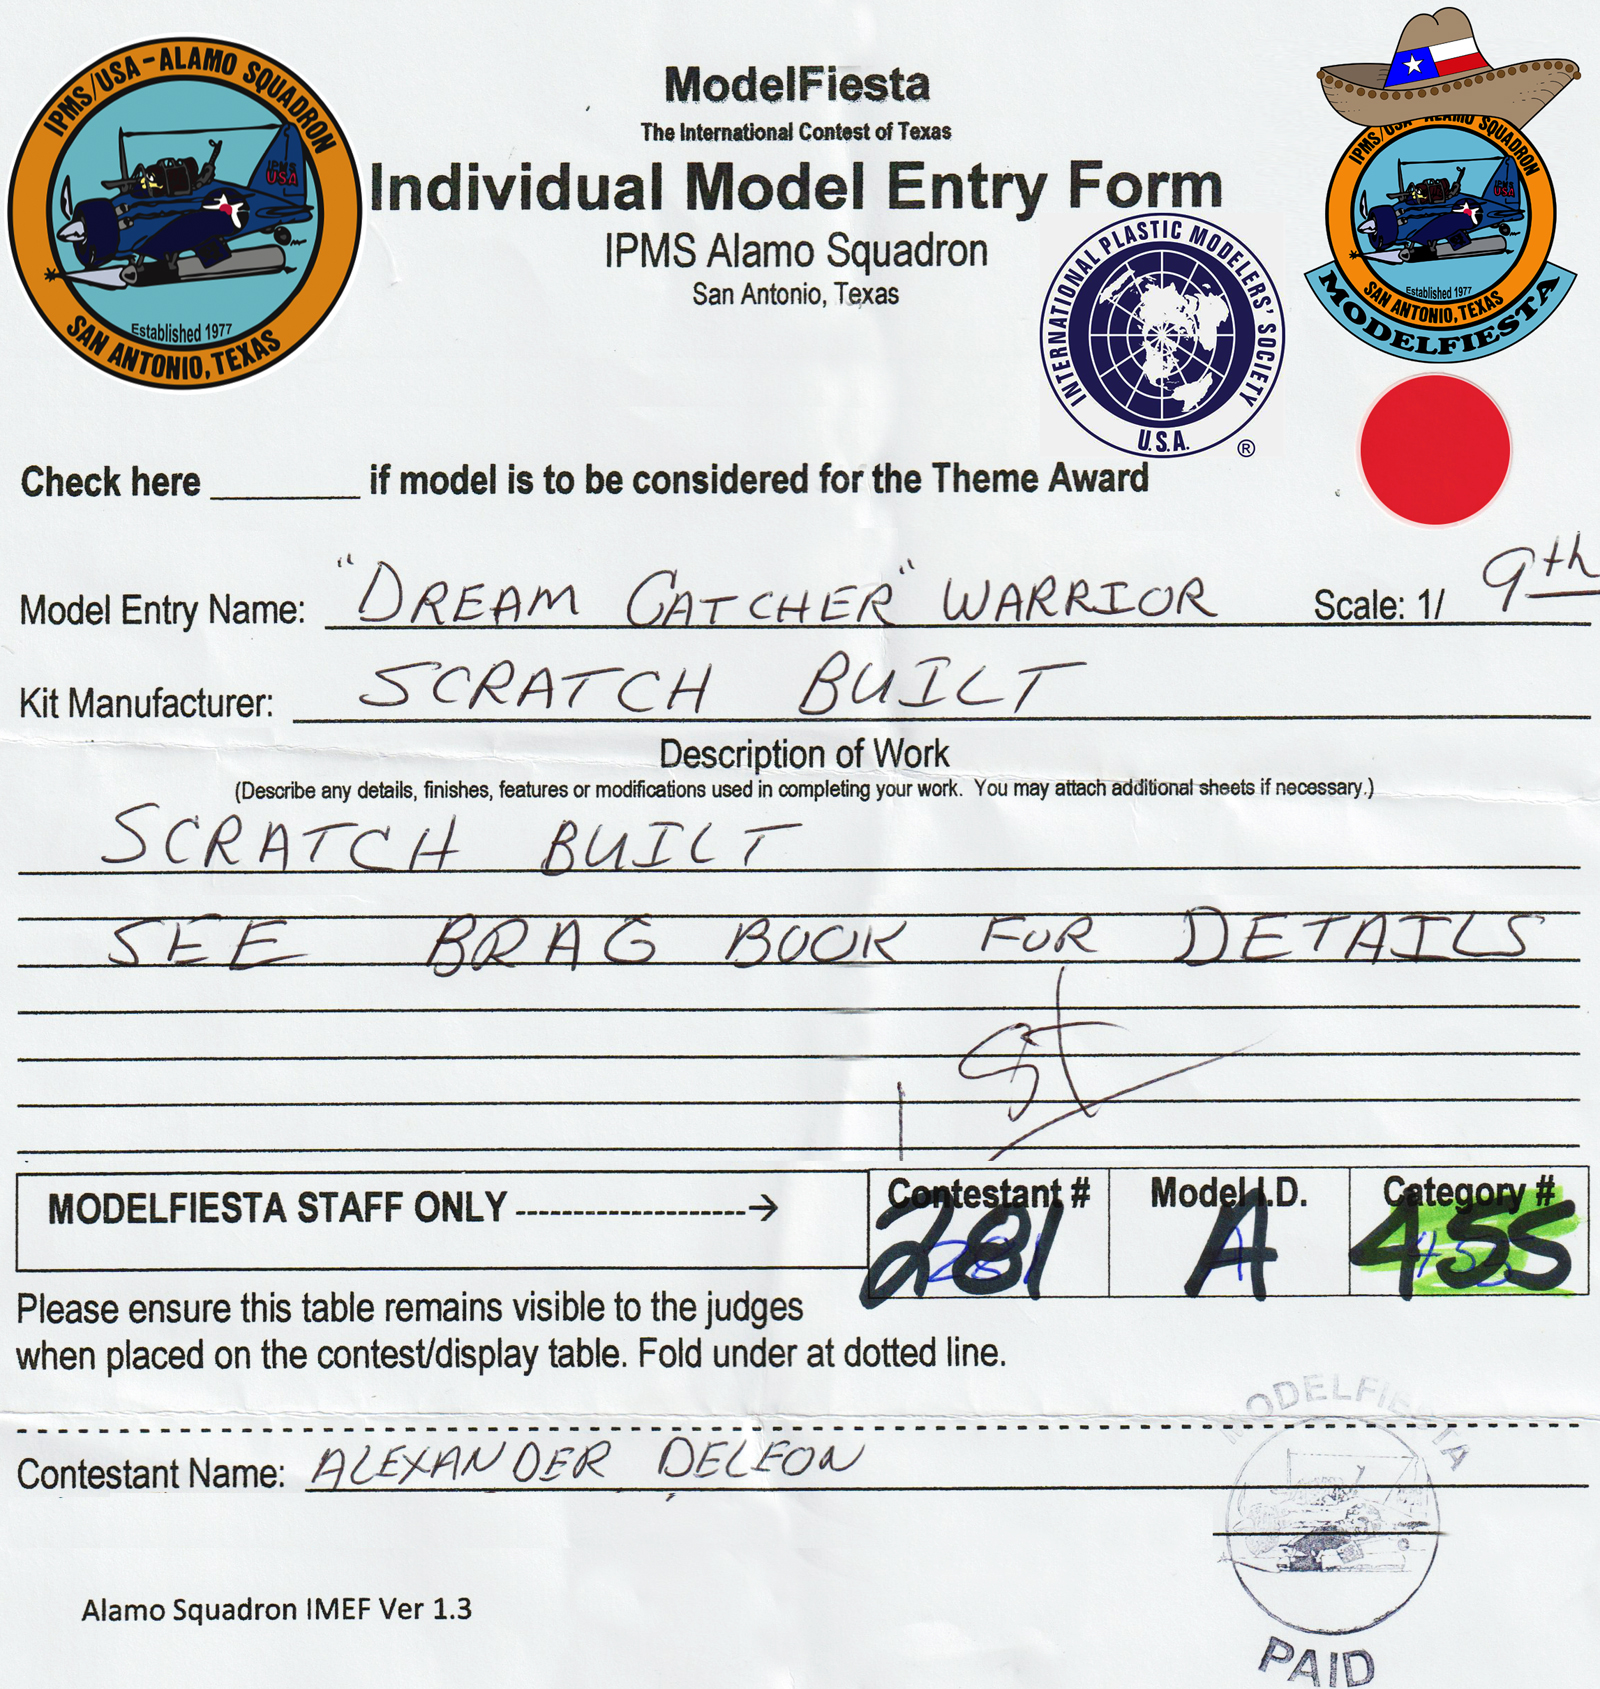 IPMS/USA - ALAMO SQUADRON
IPMS
USA
Established 1977
SAN ANTONIO, TEXAS
ModelFiesta
The International Contest of Texas
Individual Model Entry Form
IPMS Alamo Squadron
San Antonio, Texas
INTERNATIONAL PLASTIC MODELERS' SOCIETY
U.S.A.
®
IPMS/USA - ALAMO SQUADRON
Established 1977
SAN ANTONIO, TEXAS
MODELFIESTA
Check here ________ if model is to be considered for the Theme Award
Model Entry Name: "DREAM CATCHER" WARRIOR Scale: 1/ 9th
Kit Manufacturer: SCRATCH BUILT
Description of Work
(Describe any details, finishes, features or modifications used in completing your work. You may attach additional sheets if necessary.)
SCRATCH BUILT
SEE BRAG BOOK FOR DETAILS
1st
MODELFIESTA STAFF ONLY --------------------→
Contestant # Model I.D. Category #
281 A 455
Please ensure this table remains visible to the judges
when placed on the contest/display table. Fold under at dotted line.
Contestant Name: ALEXANDER DELEON
MODELFIESTA
PAID
Alamo Squadron IMEF Ver 1.3